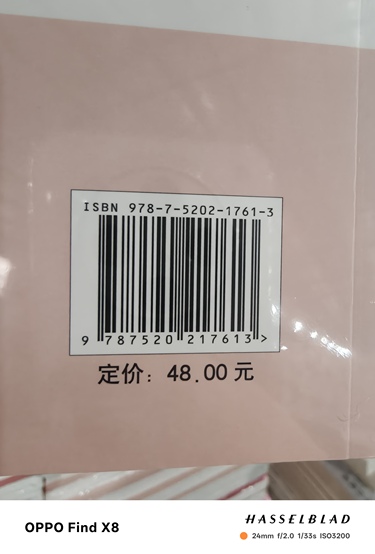 ISBN 978-7-5202-1761-3
9 787520 217613 >
定价：48.00元
OPPO Find X8
HASSELBLAD
24mm f/2.0 1/33s ISO3200